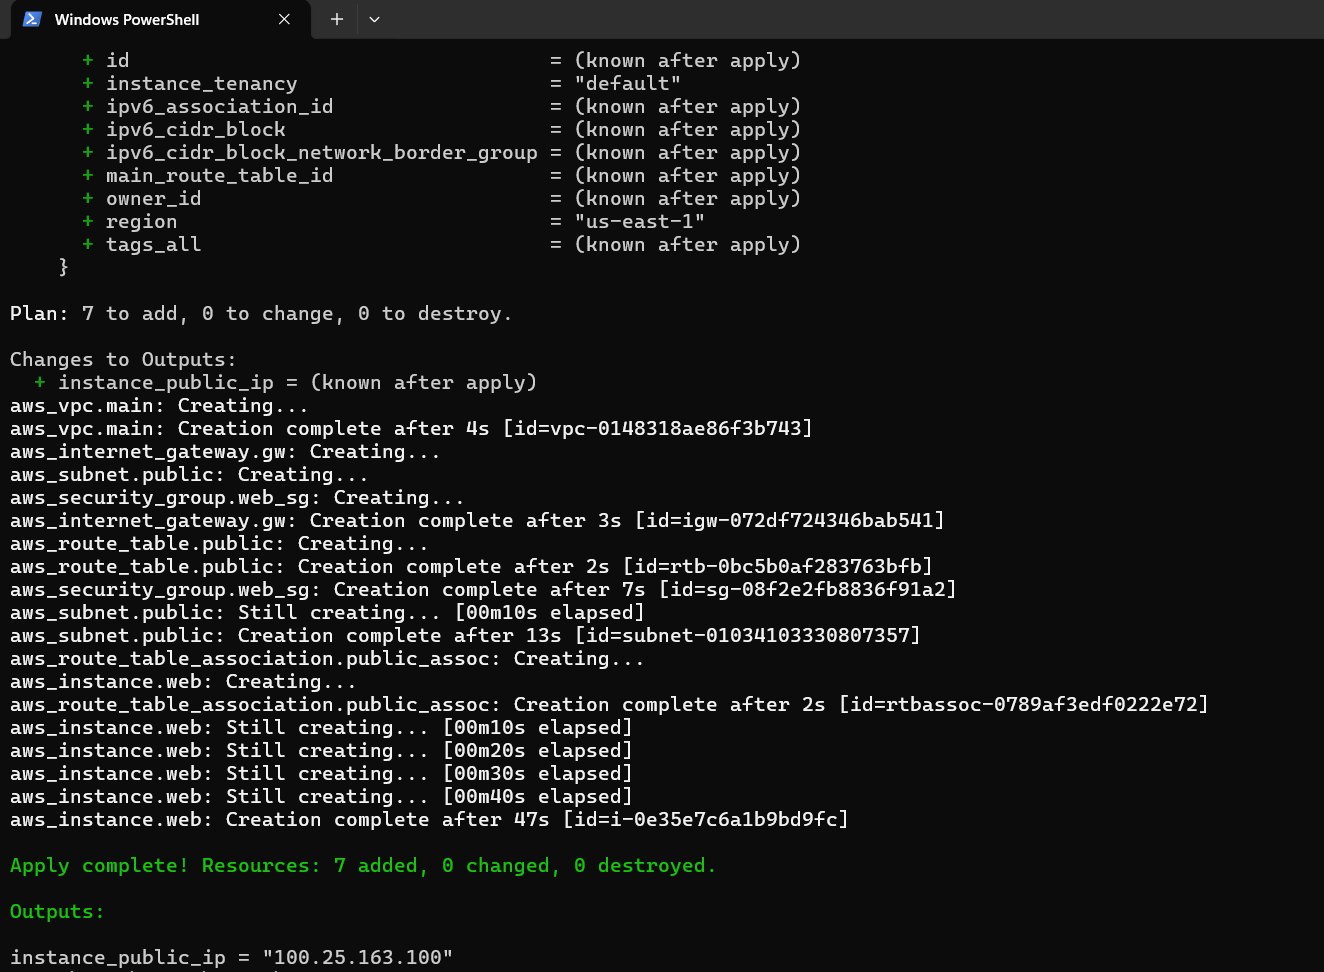 Windows PowerShell
+ id = (known after apply)
+ instance_tenancy = "default"
+ ipv6_association_id = (known after apply)
+ ipv6_cidr_block = (known after apply)
+ ipv6_cidr_block_network_border_group = (known after apply)
+ main_route_table_id = (known after apply)
+ owner_id = (known after apply)
+ region = "us-east-1"
+ tags_all = (known after apply)
}
Plan: 7 to add, 0 to change, 0 to destroy.
Changes to Outputs:
+ instance_public_ip = (known after apply)
aws_vpc.main: Creating...
aws_vpc.main: Creation complete after 4s [id=vpc-0148318ae86f3b743]
aws_internet_gateway.gw: Creating...
aws_subnet.public: Creating...
aws_security_group.web_sg: Creating...
aws_internet_gateway.gw: Creation complete after 3s [id=igw-072df724346bab541]
aws_route_table.public: Creating...
aws_route_table.public: Creation complete after 2s [id=rtb-0bc5b0af283763bfb]
aws_security_group.web_sg: Creation complete after 7s [id=sg-08f2e2fb8836f91a2]
aws_subnet.public: Still creating... [00m10s elapsed]
aws_subnet.public: Creation complete after 13s [id=subnet-01034103330807357]
aws_route_table_association.public_assoc: Creating...
aws_instance.web: Creating...
aws_route_table_association.public_assoc: Creation complete after 2s [id=rtbassoc-0789af3edf0222e72]
aws_instance.web: Still creating... [00m10s elapsed]
aws_instance.web: Still creating... [00m20s elapsed]
aws_instance.web: Still creating... [00m30s elapsed]
aws_instance.web: Still creating... [00m40s elapsed]
aws_instance.web: Creation complete after 47s [id=i-0e35e7c6a1b9bd9fc]
Apply complete! Resources: 7 added, 0 changed, 0 destroyed.
Outputs:
instance_public_ip = "100.25.163.100"